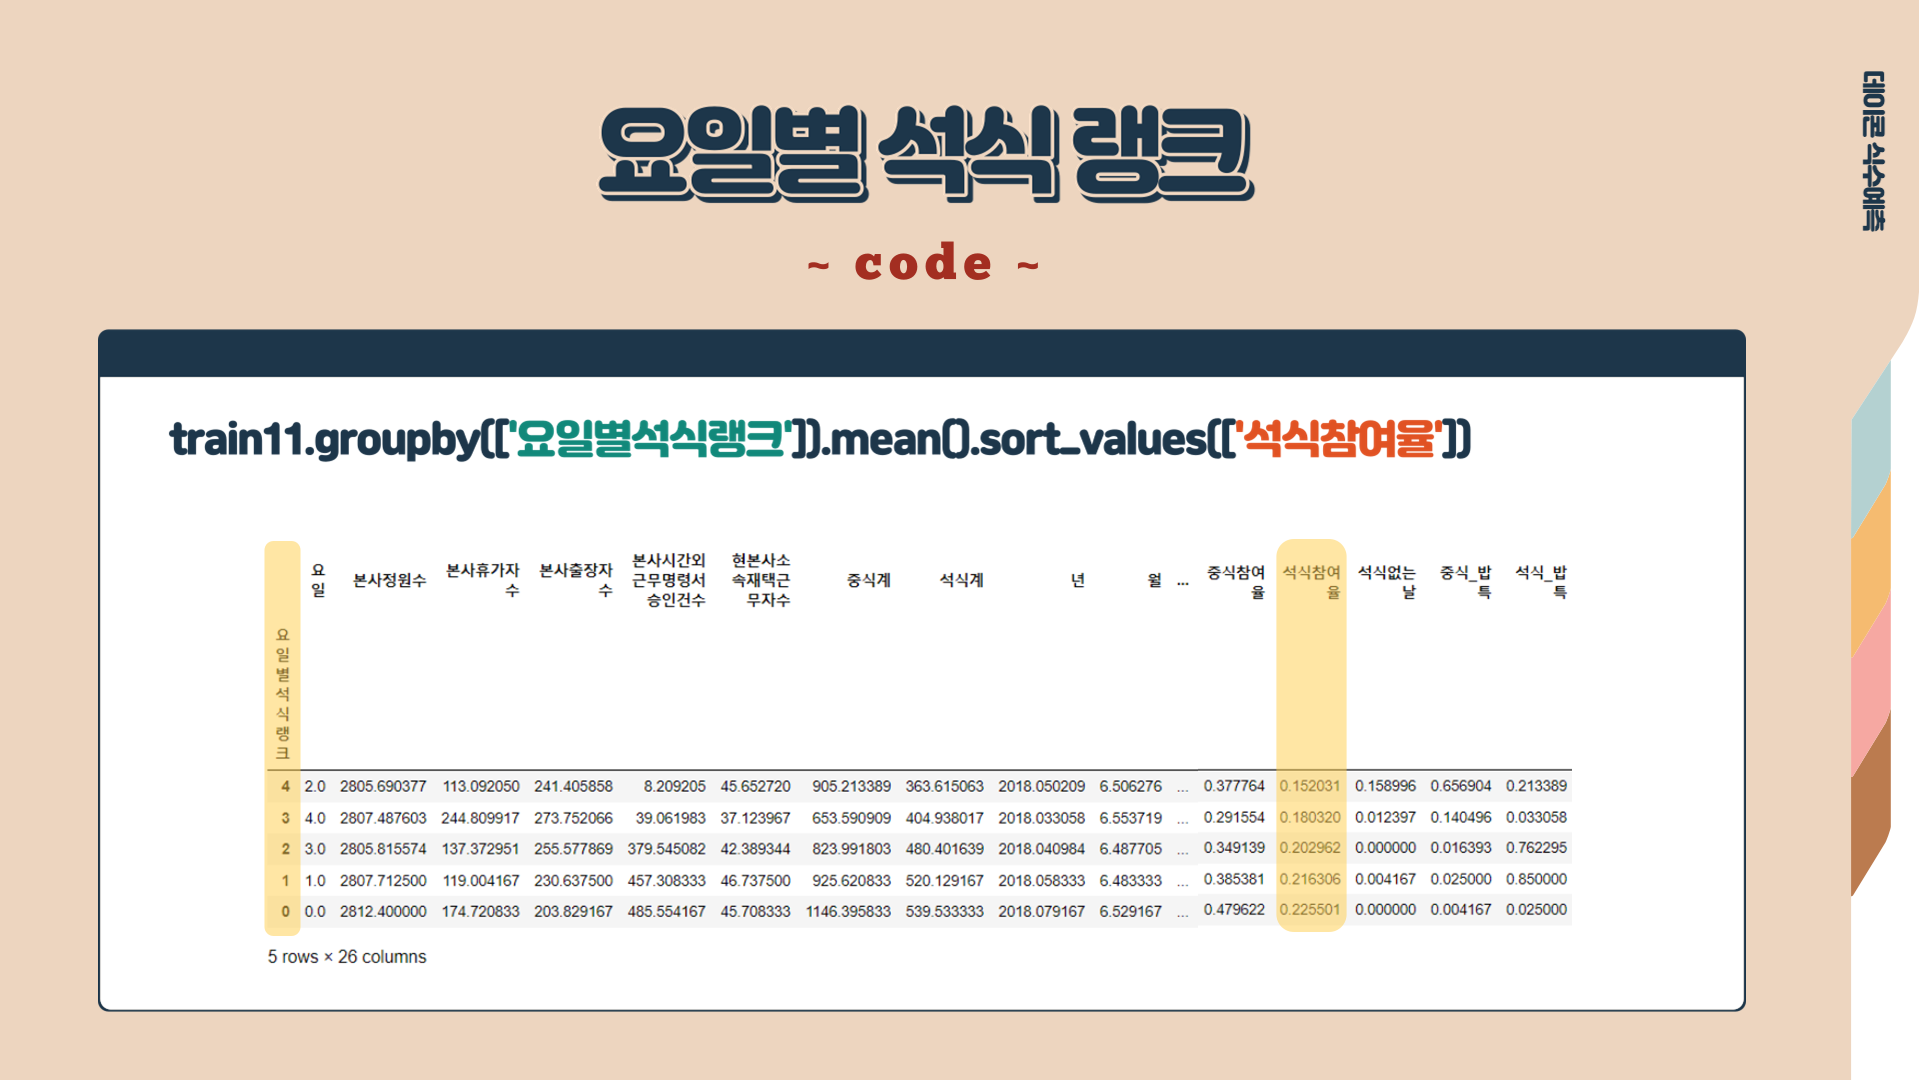 요일별 석식 랭크
데이콘 식수예측
~ code ~
train11.groupby(['요일별석식랭크']).mean().sort_values(['석식참여율'])
요일 본사정원수 본사휴가자수 본사출장자수 본사시간외근무명령서승인건수 현본사소속재택근무자수 중식계 석식계 년 월 ... 중식참여율 석식참여율 석식없는날 중식_밥특 석식_밥특
요일별석식랭크
4 2.0 2805.690377 113.092050 241.405858 8.209205 45.652720 905.213389 363.615063 2018.050209 6.506276 ... 0.377764 0.152031 0.158996 0.656904 0.213389
3 4.0 2807.487603 244.809917 273.752066 39.061983 37.123967 653.590909 404.938017 2018.033058 6.553719 ... 0.291554 0.180320 0.012397 0.140496 0.033058
2 3.0 2805.815574 137.372951 255.577869 379.545082 42.389344 823.991803 480.401639 2018.040984 6.487705 ... 0.349139 0.202962 0.000000 0.016393 0.762295
1 1.0 2807.712500 119.004167 230.637500 457.308333 46.737500 925.620833 520.129167 2018.058333 6.483333 ... 0.385381 0.216306 0.004167 0.025000 0.850000
0 0.0 2812.400000 174.720833 203.829167 485.554167 45.708333 1146.395833 539.533333 2018.079167 6.529167 ... 0.479622 0.225501 0.000000 0.004167 0.025000
5 rows × 26 columns